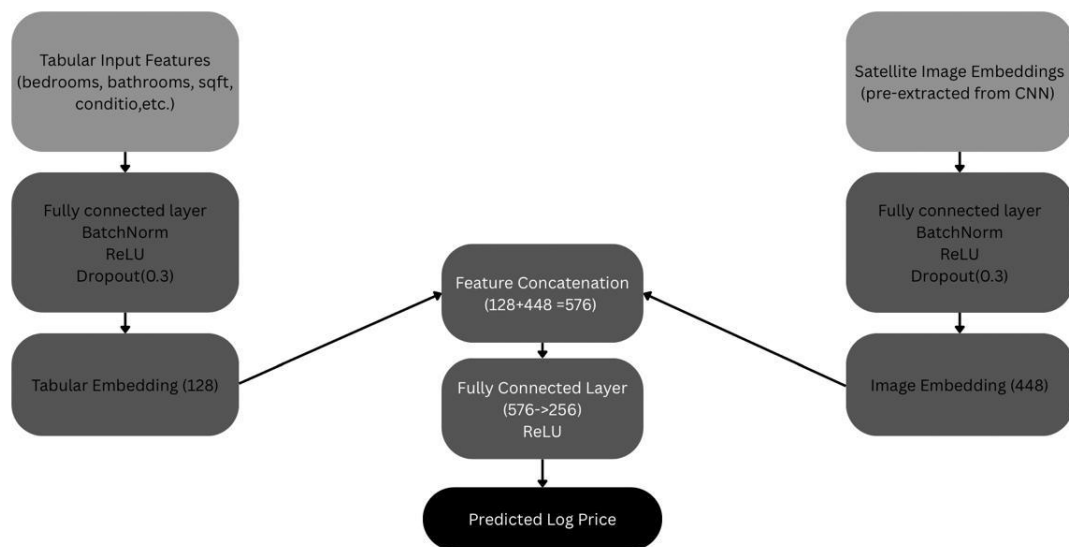 Tabular Input Features
(bedrooms, bathrooms, sqft,
conditio,etc.)
Fully connected layer
BatchNorm
ReLU
Dropout(0.3)
Tabular Embedding (128)
Satellite Image Embeddings
(pre-extracted from CNN)
Fully connected layer
BatchNorm
ReLU
Dropout(0.3)
Image Embedding (448)
Feature Concatenation
(128+448 =576)
Fully Connected Layer
(576->256)
ReLU
Predicted Log Price